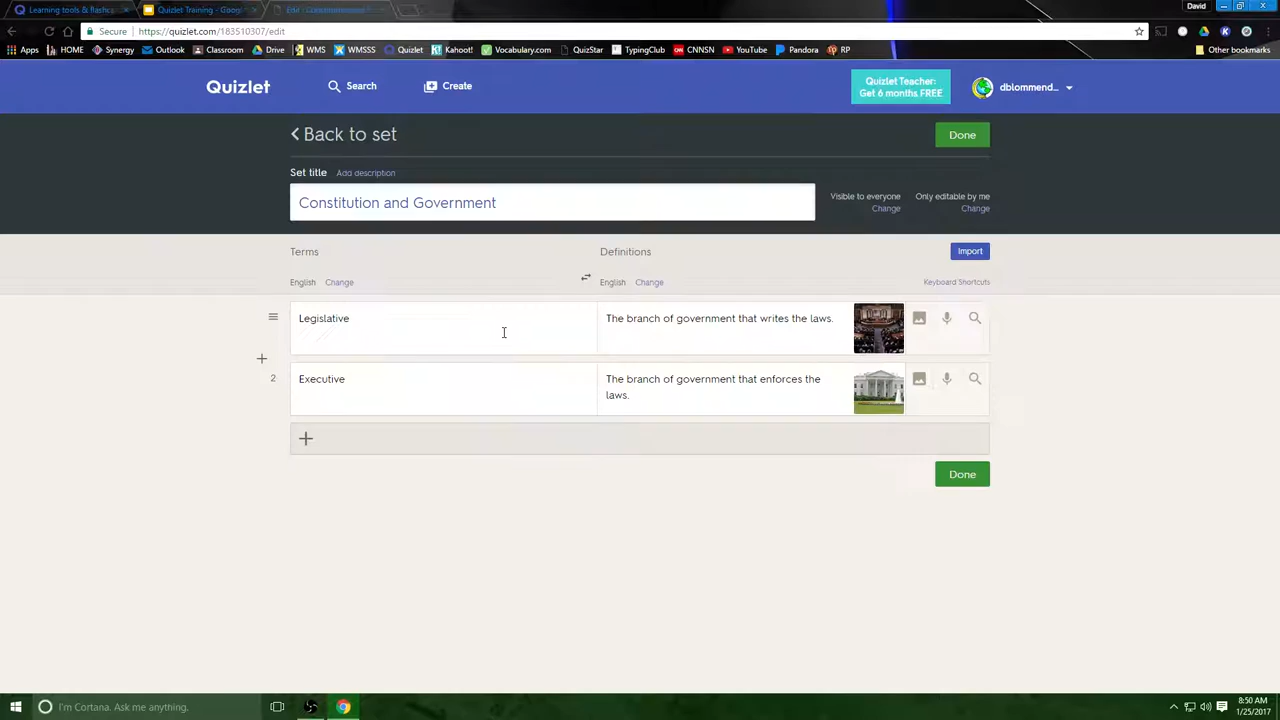 Learning tools & flashca
Quizlet Training - Goog
Edit - Constitution and
David
Secure https://quizlet.com/183510307/edit
Apps HOME Synergy Outlook Classroom Drive WMS WMSSS Quizlet Kahoot! Vocabulary.com QuizStar TypingClub CNNSN YouTube Pandora RP Other bookmarks
Quizlet
Search
Create
Quizlet Teacher:
Get 6 months FREE
dblommend...
Back to set
Done
Set title Add description
Constitution and Government
Visible to everyone
Change
Only editable by me
Change
Terms
Definitions
Import
English Change
English Change
Keyboard Shortcuts
Legislative
The branch of government that writes the laws.
2
Executive
The branch of government that enforces the
laws.
Done
I'm Cortana. Ask me anything.
8:50 AM
1/25/2017